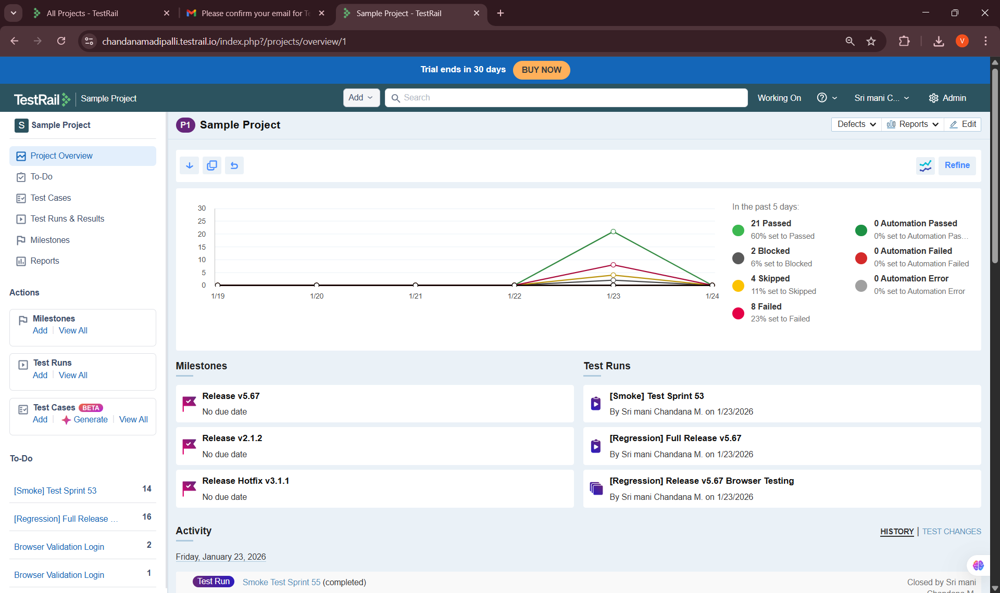 All Projects - TestRail
Please confirm your email for Te
Sample Project - TestRail
chandanamadipalli.testrail.io/index.php?/projects/overview/1
V
Trial ends in 30 days BUY NOW
TestRail Sample Project
Add
Search
Working On
Sri mani C...
Admin
S Sample Project
Project Overview
To-Do
Test Cases
Test Runs & Results
Milestones
Reports
Actions
Milestones
Add View All
Test Runs
Add View All
Test Cases BETA
Add Generate View All
To-Do
[Smoke] Test Sprint 53 14
[Regression] Full Release ... 16
Browser Validation Login 2
Browser Validation Login 1
P1 Sample Project
Defects Reports Edit
Refine
30
25
20
15
10
5
0
1/19 1/20 1/21 1/22 1/23 1/24
In the past 5 days:
21 Passed
60% set to Passed
2 Blocked
6% set to Blocked
4 Skipped
11% set to Skipped
8 Failed
23% set to Failed
0 Automation Passed
0% set to Automation Pas...
0 Automation Failed
0% set to Automation Failed
0 Automation Error
0% set to Automation Error
Milestones
Release v5.67
No due date
Release v2.1.2
No due date
Release Hotfix v3.1.1
No due date
Test Runs
[Smoke] Test Sprint 53
By Sri mani Chandana M. on 1/23/2026
[Regression] Full Release v5.67
By Sri mani Chandana M. on 1/23/2026
[Regression] Release v5.67 Browser Testing
By Sri mani Chandana M. on 1/23/2026
Activity
HISTORY | TEST CHANGES
Friday, January 23, 2026
Test Run Smoke Test Sprint 55 (completed)
Closed by Sri mani
Chandana M.